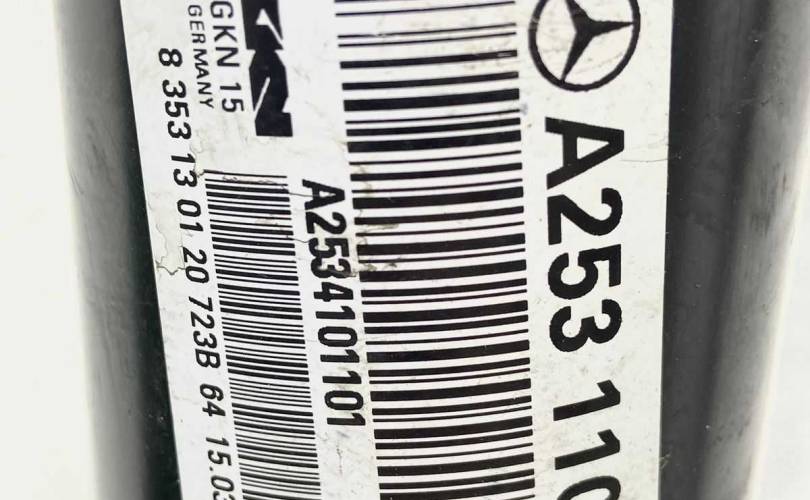 A253 110
A2534101101
GKN 15
GERMANY
8 353 13 01 20 723B 64 15.03